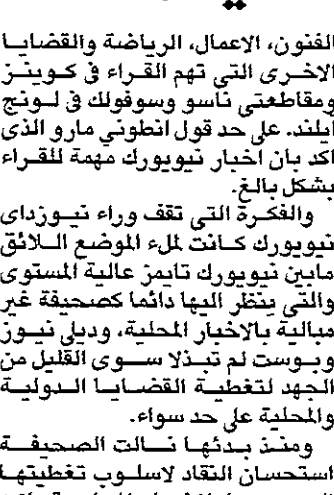 الفنون، الاعمال، الرياضة والقضايا
الاخرى التي تهم القراء في كوينز
ومقاطعتي ناسو وسوفولك في لونج
ايلند. على حد قول انطوني مارو الذي
اكد بان اخبار نيويورك مهمة للقراء
بشكل بالغ.
والفكرة التي تقف وراء نيوزداي
نيويورك كانت لملء الموضع اللائق
مابين نيويورك تايمز عالية المستوى
والتي ينظر اليها دائما كصحيفة غير
مبالية بالاخبار المحلية، وديلي نيوز
وبوست لم تبذلا سوى القليل من
الجهد لتغطية القضايا الدولية
والمحلية على حد سواء.
ومنذ بدئها نالت الصحيفة
استحسان النقاد لاسلوب تغطيتها